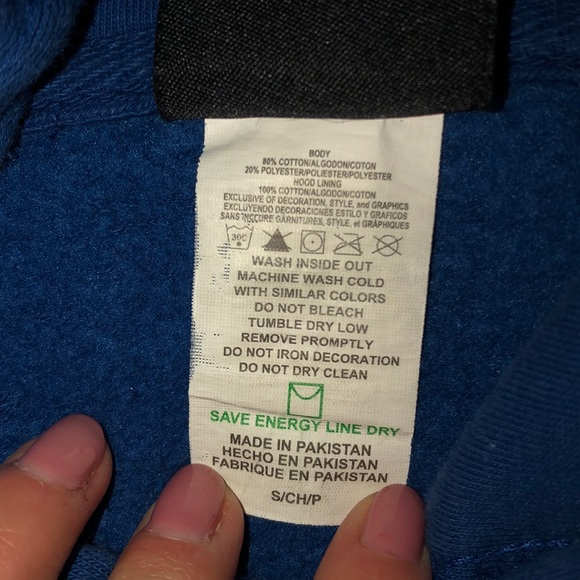 BODY
80% COTTON/ALGODON/COTON
20% POLYESTER/POLIESTER/POLYESTER
HOOD LINING
100% COTTON/ALGODON/COTON
EXCLUSIVE OF DECORATION, STYLE, and GRAPHICS
EXCLUYENDO DECORACIONES ESTILO Y GRAFICOS
SANS INCCURE GARNITURES, STYLE, et GRAPHIQUES
30C
WASH INSIDE OUT
MACHINE WASH COLD
WITH SIMILAR COLORS
DO NOT BLEACH
TUMBLE DRY LOW
REMOVE PROMPTLY
DO NOT IRON DECORATION
DO NOT DRY CLEAN
SAVE ENERGY LINE DRY
MADE IN PAKISTAN
HECHO EN PAKISTAN
FABRIQUE EN PAKISTAN
S/CH/P